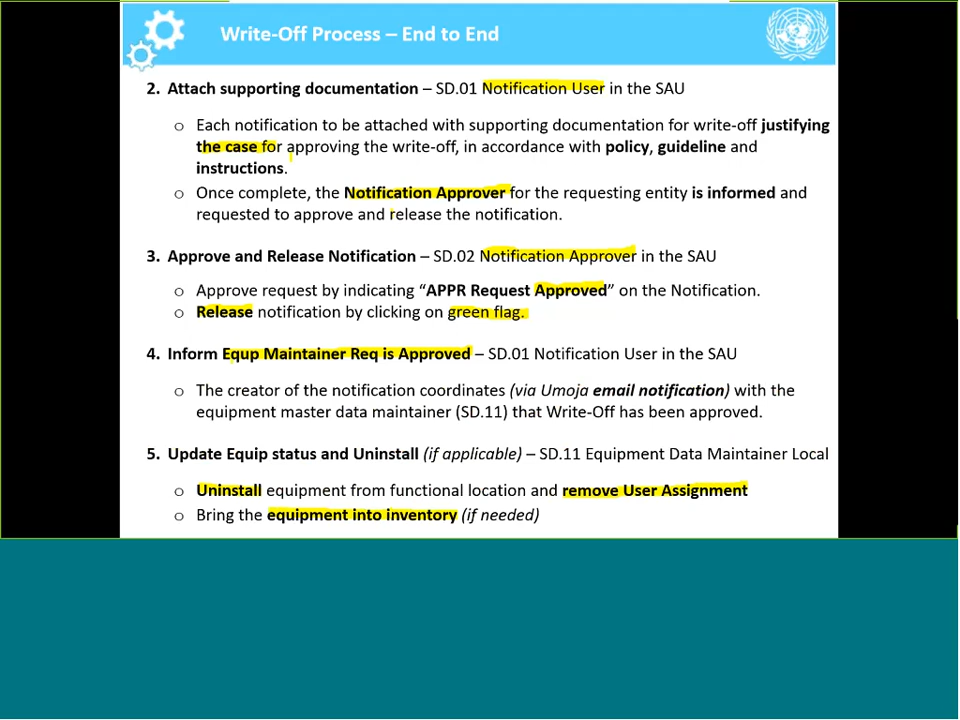 Write-Off Process – End to End
2. Attach supporting documentation – SD.01 Notification User in the SAU
o Each notification to be attached with supporting documentation for write-off justifying
the case for approving the write-off, in accordance with policy, guideline and
instructions.
o Once complete, the Notification Approver for the requesting entity is informed and
requested to approve and release the notification.
3. Approve and Release Notification – SD.02 Notification Approver in the SAU
o Approve request by indicating “APPR Request Approved” on the Notification.
o Release notification by clicking on green flag.
4. Inform Equp Maintainer Req is Approved – SD.01 Notification User in the SAU
o The creator of the notification coordinates (via Umoja email notification) with the
equipment master data maintainer (SD.11) that Write-Off has been approved.
5. Update Equip status and Uninstall (if applicable) – SD.11 Equipment Data Maintainer Local
o Uninstall equipment from functional location and remove User Assignment
o Bring the equipment into inventory (if needed)